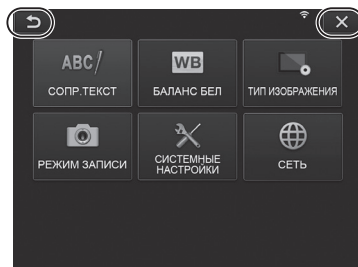 ABC/
WB
СОПР.ТЕКСТ
БАЛАНС БЕЛ
ТИП ИЗОБРАЖЕНИЯ
РЕЖИМ ЗАПИСИ
СИСТЕМНЫЕ
НАСТРОЙКИ
СЕТЬ